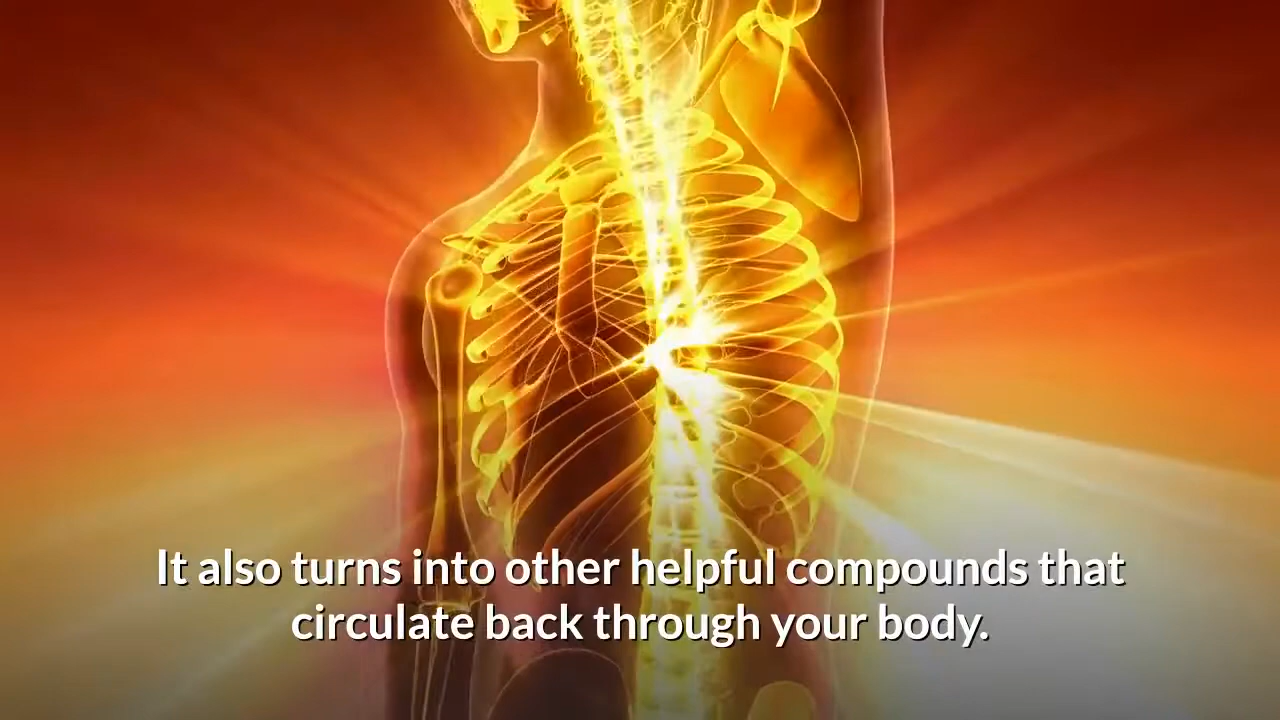 It also turns into other helpful compounds that
circulate back through your body.